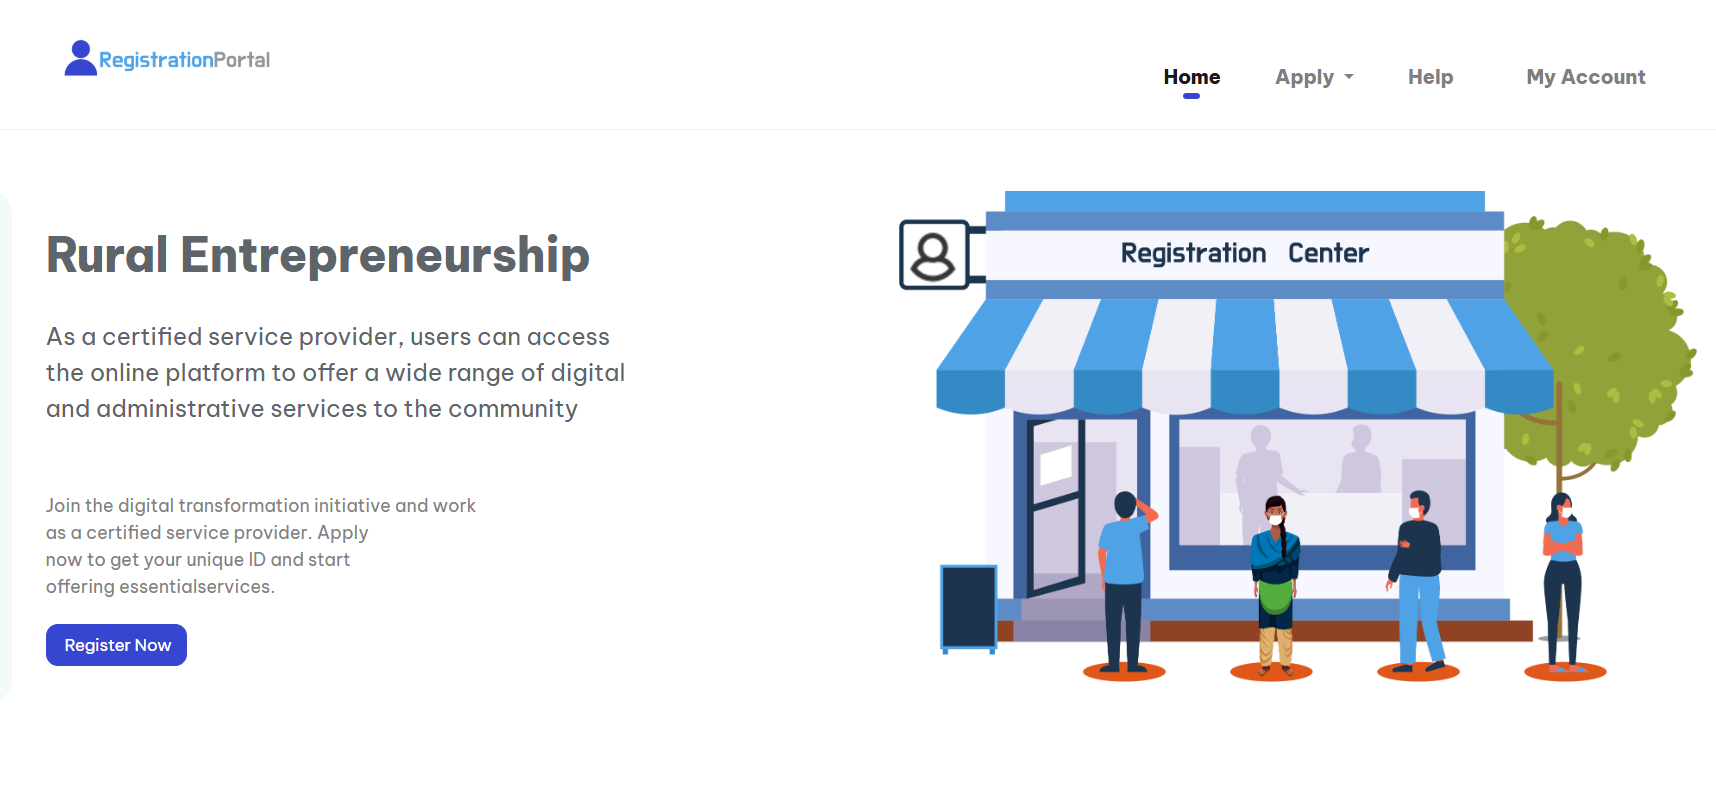 RegistrationPortal
Home Apply Help My Account
Rural Entrepreneurship
As a certified service provider, users can access
the online platform to offer a wide range of digital
and administrative services to the community
Join the digital transformation initiative and work
as a certified service provider. Apply
now to get your unique ID and start
offering essentialservices.
Register Now
Registration Center